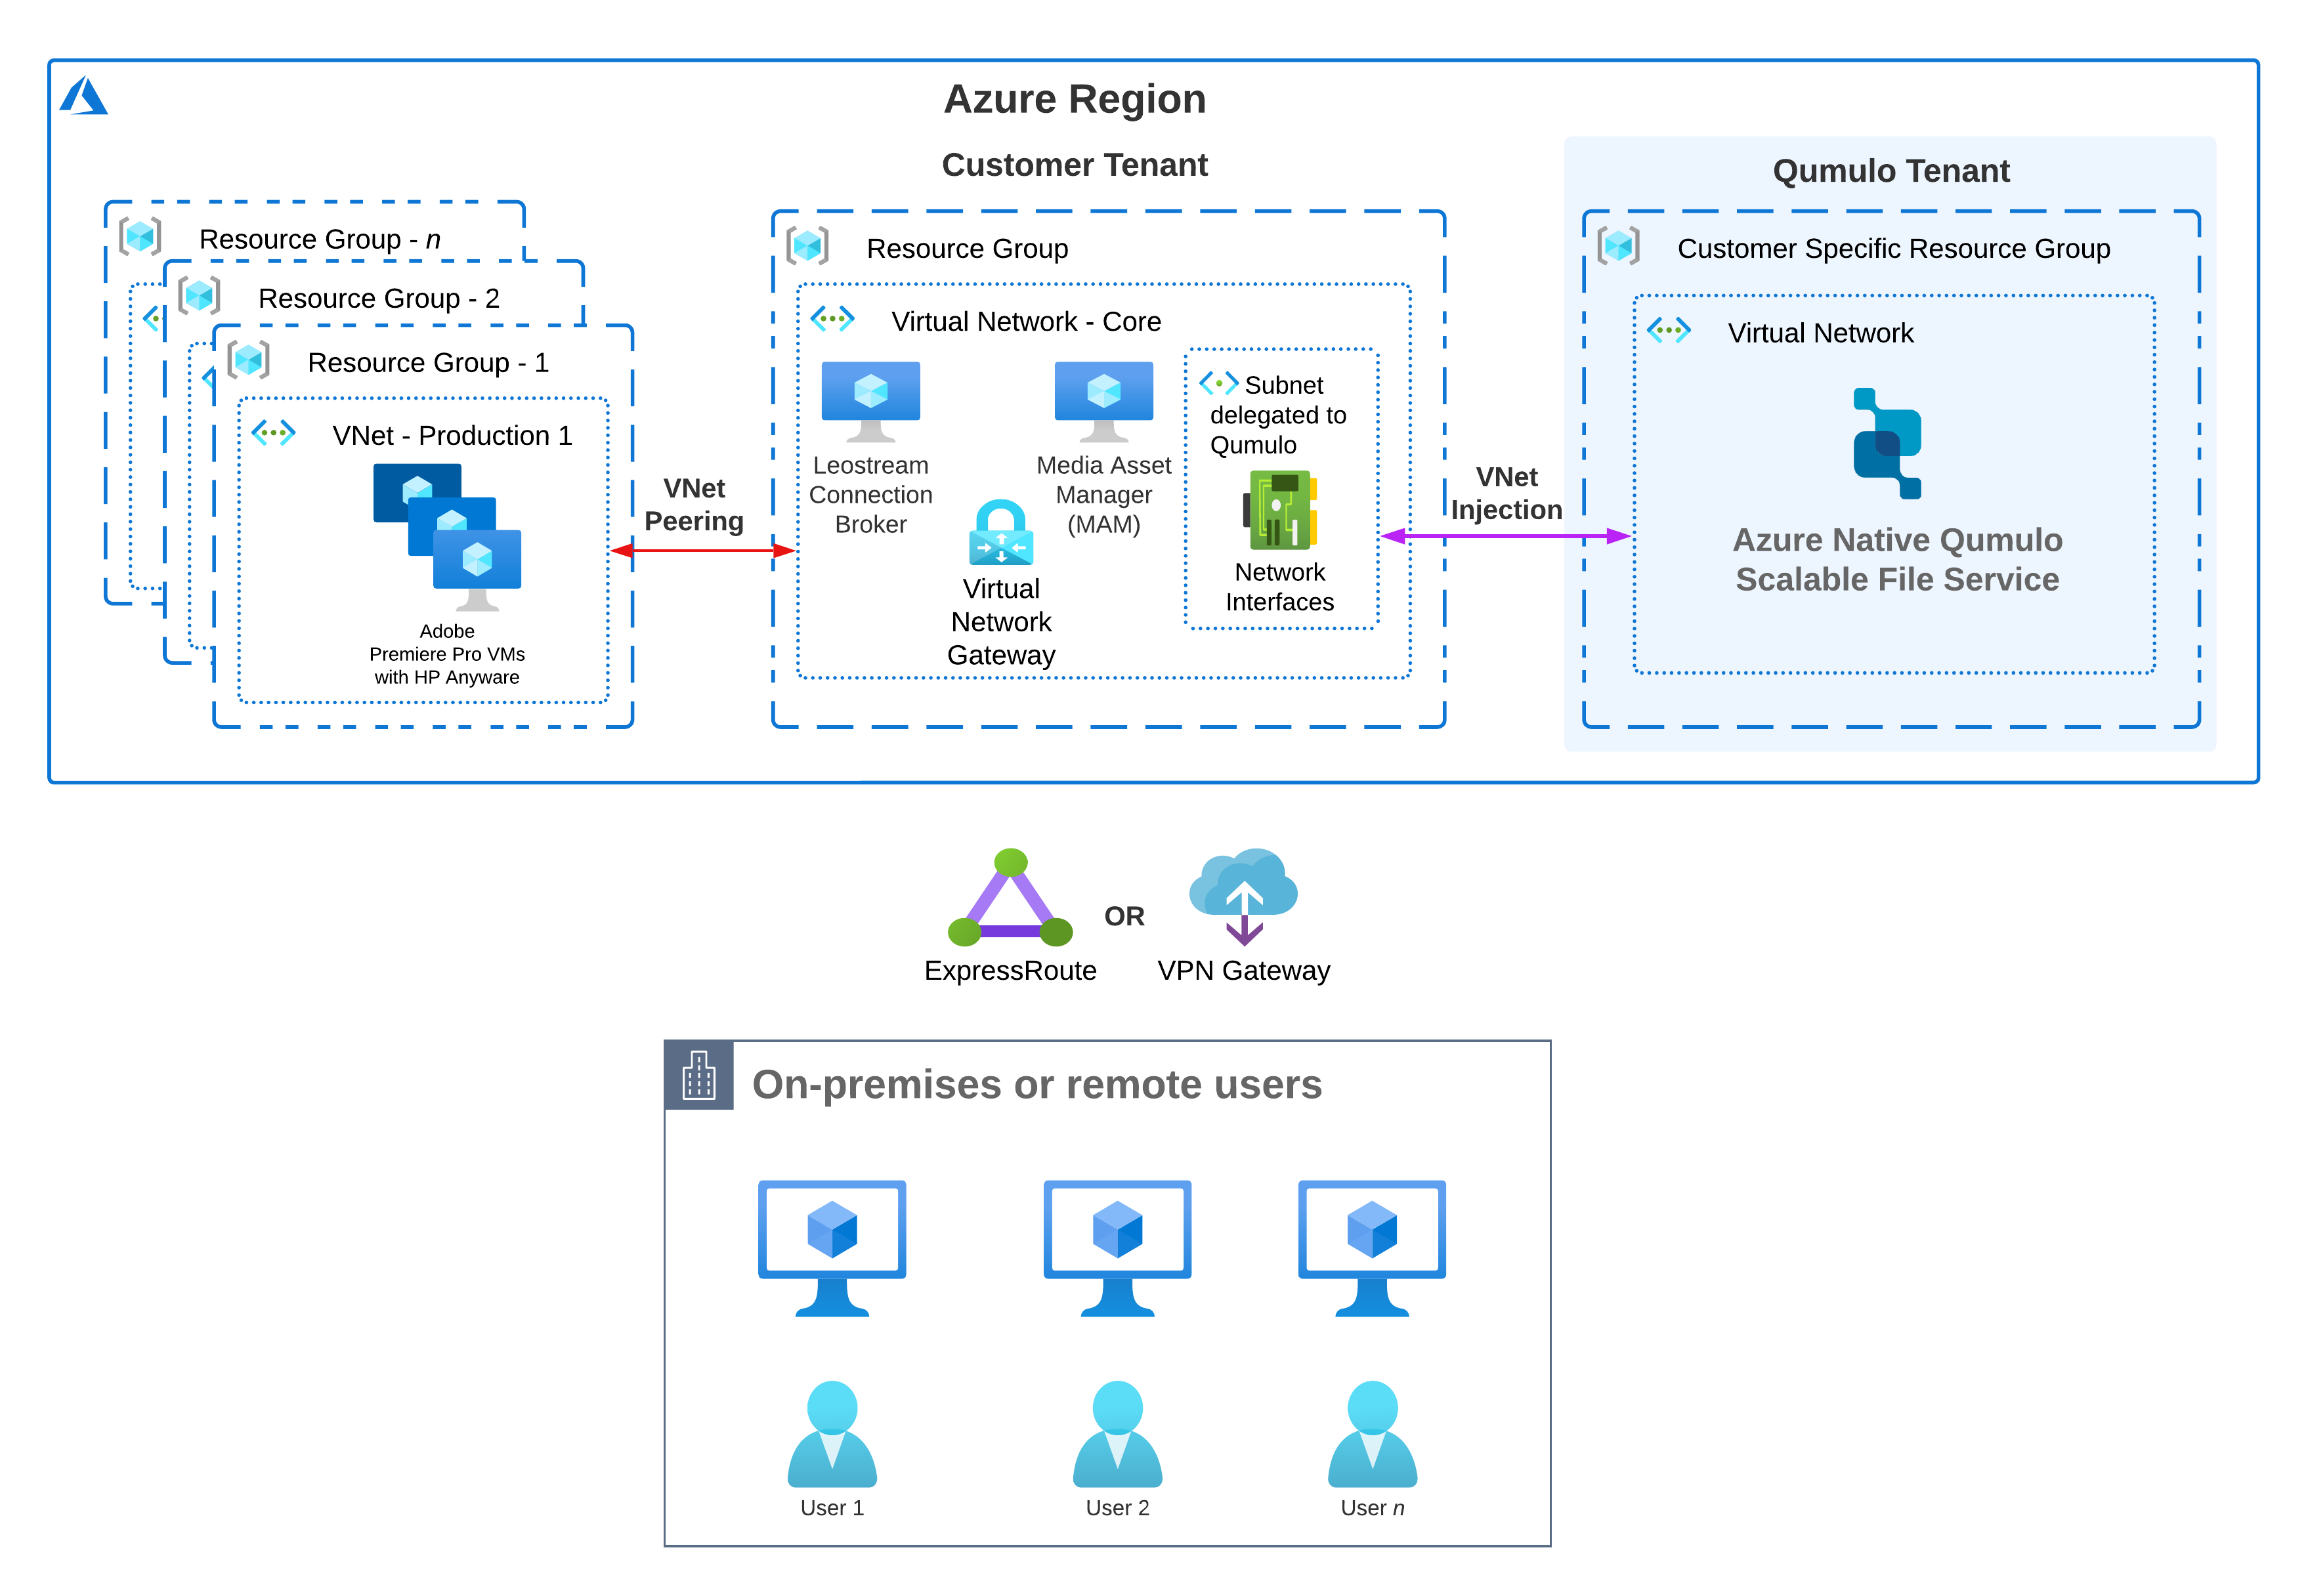 Azure Region
Customer Tenant
Qumulo Tenant
Resource Group - n
Resource Group - 2
Resource Group - 1
VNet - Production 1
Adobe
Premiere Pro VMs
with HP Anyware
VNet
Peering
Resource Group
Virtual Network - Core
Leostream
Connection
Broker
Media Asset
Manager
(MAM)
Virtual
Network
Gateway
Subnet
delegated to
Qumulo
Network
Interfaces
VNet
Injection
Customer Specific Resource Group
Virtual Network
Azure Native Qumulo
Scalable File Service
ExpressRoute
OR
VPN Gateway
On-premises or remote users
User 1
User 2
User n